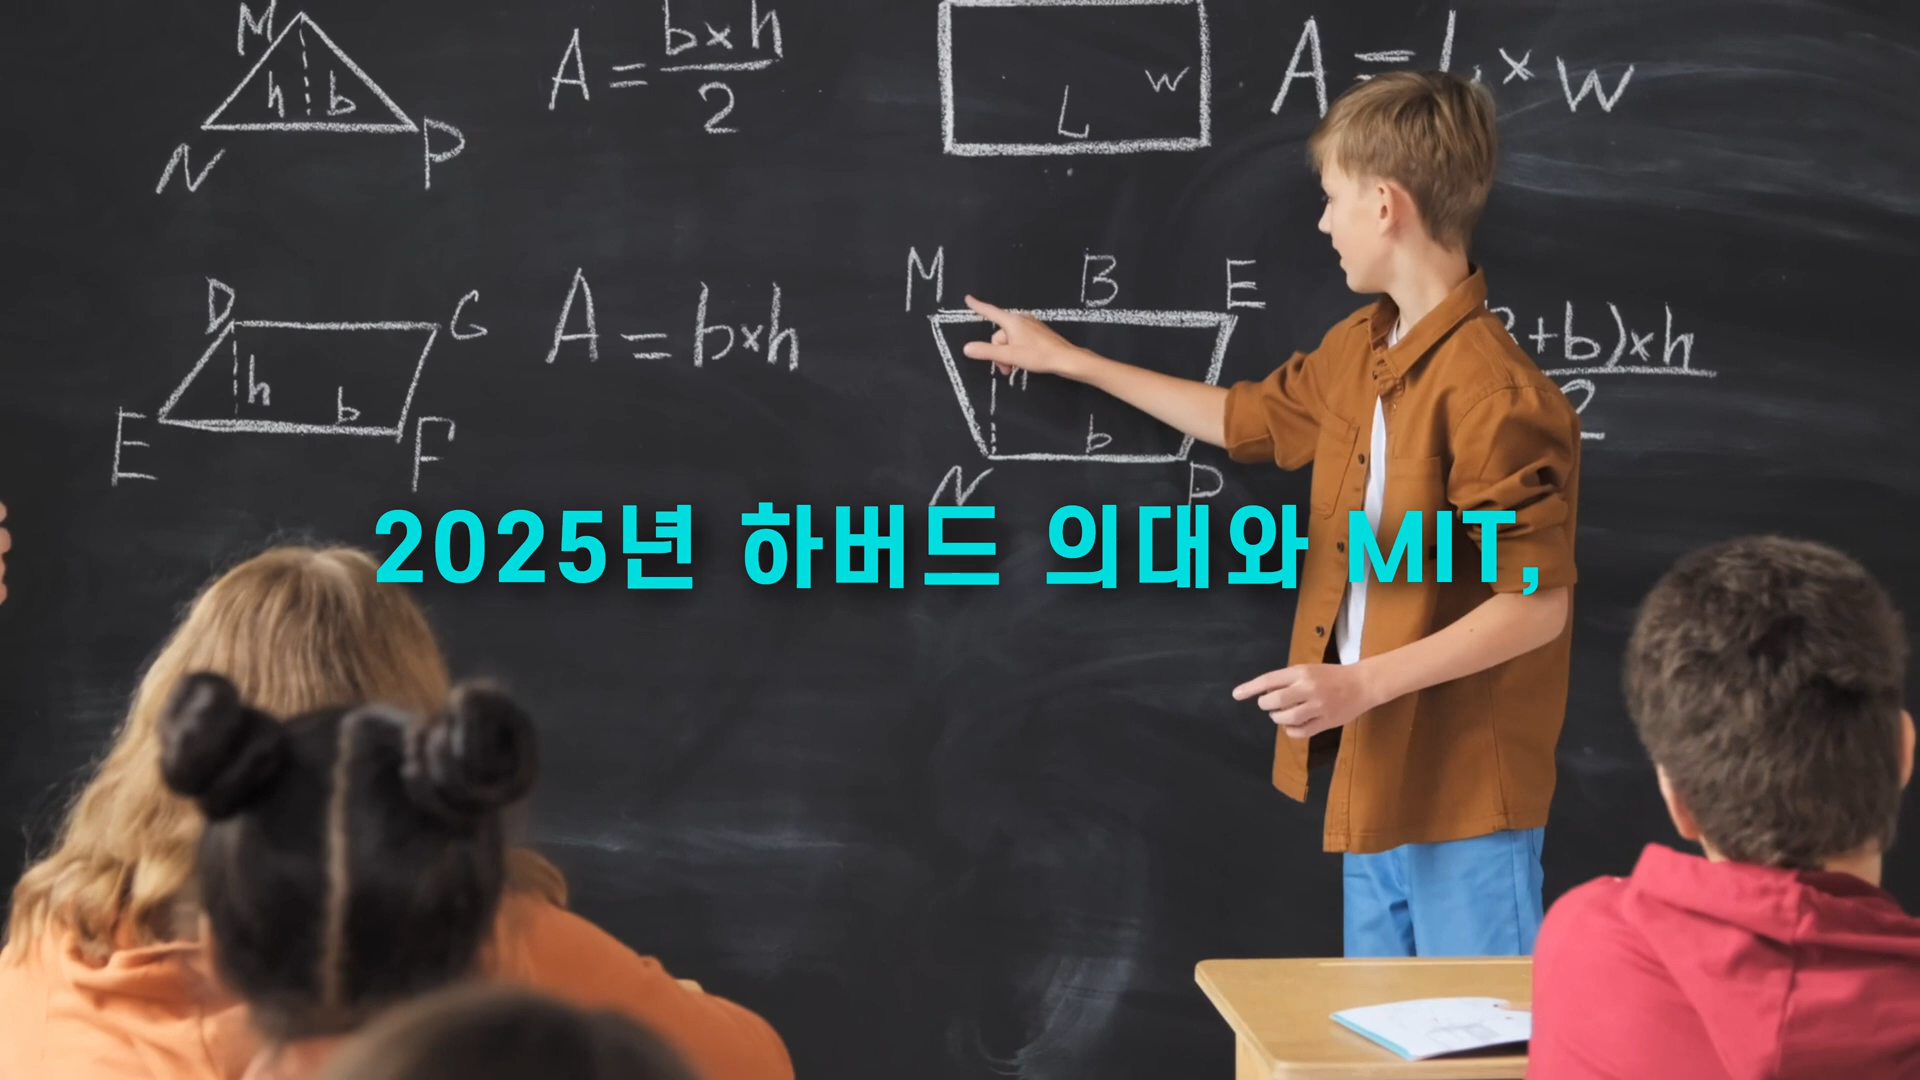 M
h b
N P
A = b×h
2
L w
A = L × w
D G
h b
E F
A = b×h
M B E
h
b
N P
+b)×h
2
2025년 하버드 의대와 MIT,